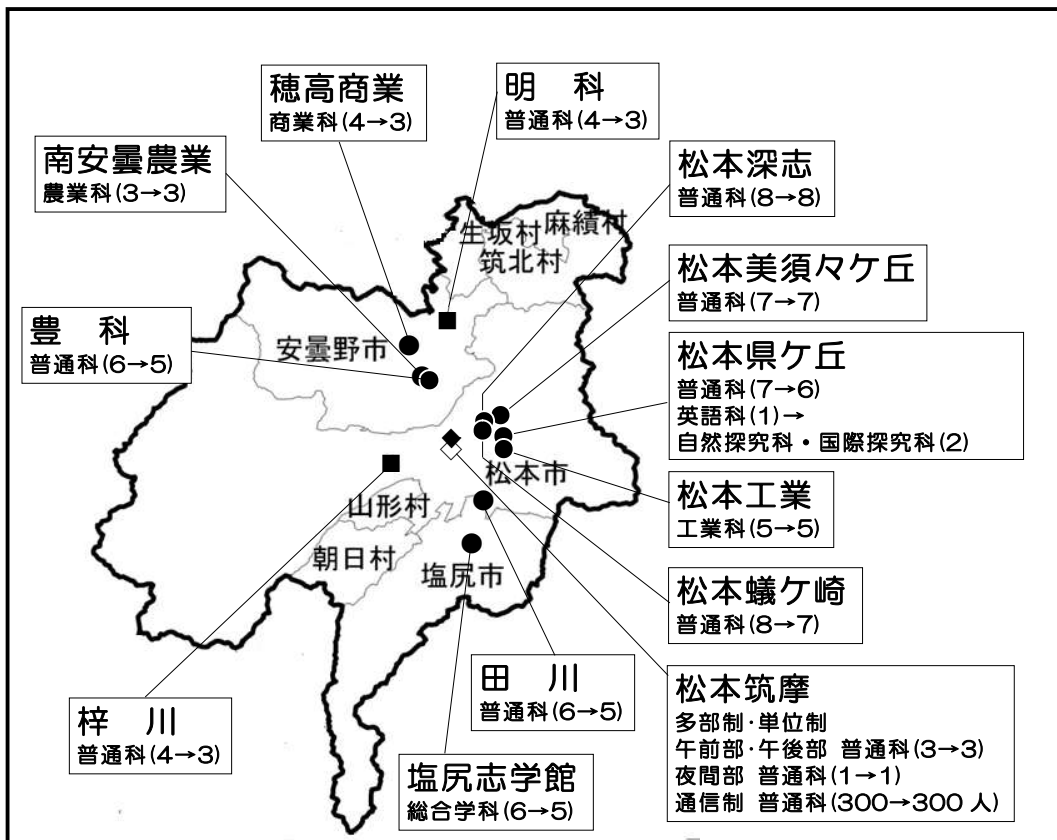 穂高商業
商業科(4→3)
明　科
普通科(4→3)
南安曇農業
農業科(3→3)
松本深志
普通科(8→8)
生坂村
麻績村
筑北村
松本美須々ケ丘
普通科(7→7)
豊　科
普通科(6→5)
安曇野市
松本県ケ丘
普通科(7→6)
英語科(1)→
自然探究科・国際探究科(2)
松本市
山形村
松本工業
工業科(5→5)
朝日村
塩尻市
松本蟻ケ崎
普通科(8→7)
田　川
普通科(6→5)
松本筑摩
多部制・単位制
午前部・午後部 普通科(3→3)
夜間部 普通科(1→1)
通信制 普通科(300→300 人)
梓　川
普通科(4→3)
塩尻志学館
総合学科(6→5)